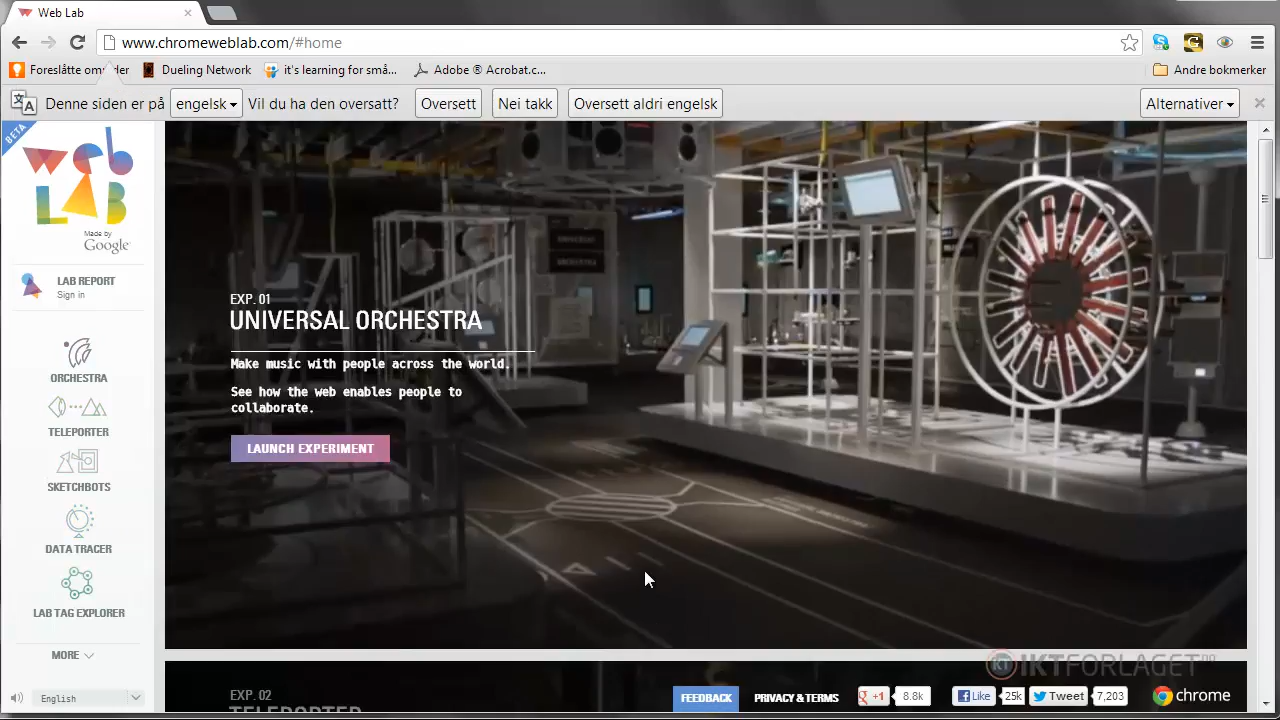 Web Lab
www.chromeweblab.com/#home
Foreslåtte områder
Dueling Network
it's learning for små...
Adobe ® Acrobat.c...
Andre bokmerker
Denne siden er på
engelsk
Vil du ha den oversatt?
Oversett
Nei takk
Oversett aldri engelsk
Alternativer
BETA
web
LAB
Made by
Google
LAB REPORT
Sign in
ORCHESTRA
TELEPORTER
SKETCHBOTS
DATA TRACER
LAB TAG EXPLORER
MORE
English
EXP. 01
UNIVERSAL ORCHESTRA
Make music with people across the world.
See how the web enables people to
collaborate.
LAUNCH EXPERIMENT
UNIVERSAL
ORCHESTRA
IKTFORLAGET.no
EXP. 02
TELEPORTER
FEEDBACK
PRIVACY & TERMS
+1
8.8k
Like
25k
Tweet
7,203
chrome